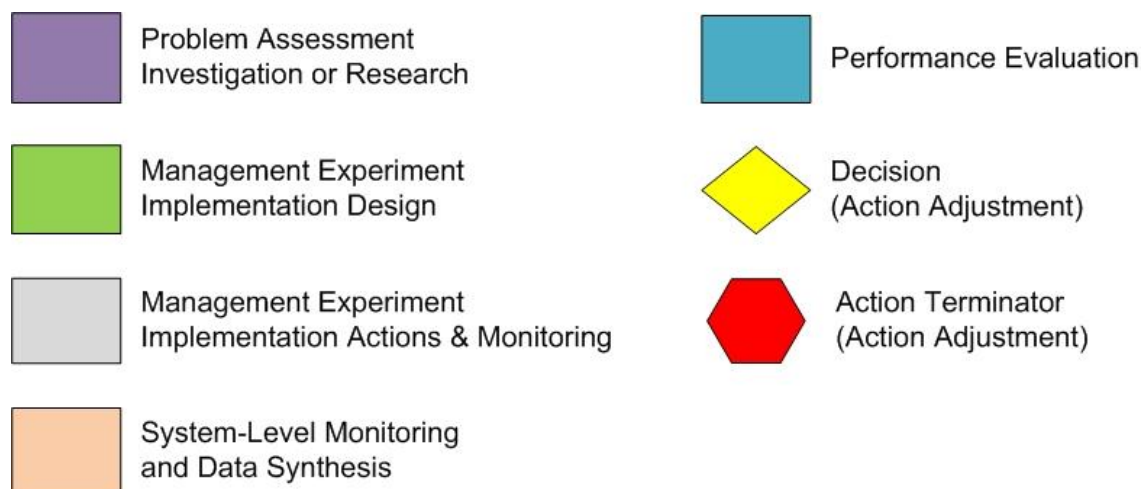 Problem Assessment
Investigation or Research
Management Experiment
Implementation Design
Management Experiment
Implementation Actions & Monitoring
System-Level Monitoring
and Data Synthesis
Performance Evaluation
Decision
(Action Adjustment)
Action Terminator
(Action Adjustment)